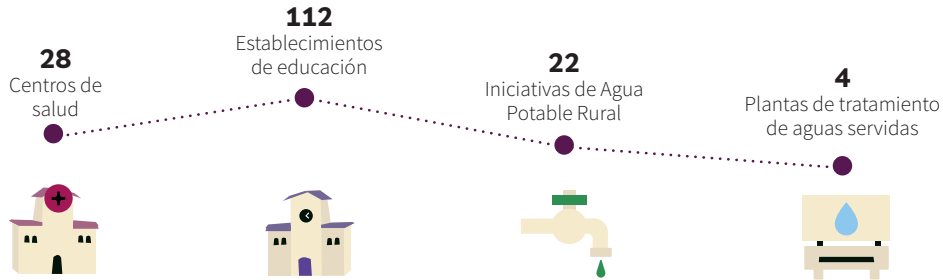 28
Centros de
salud
112
Establecimientos
de educación
22
Iniciativas de Agua
Potable Rural
4
Plantas de tratamiento
de aguas servidas